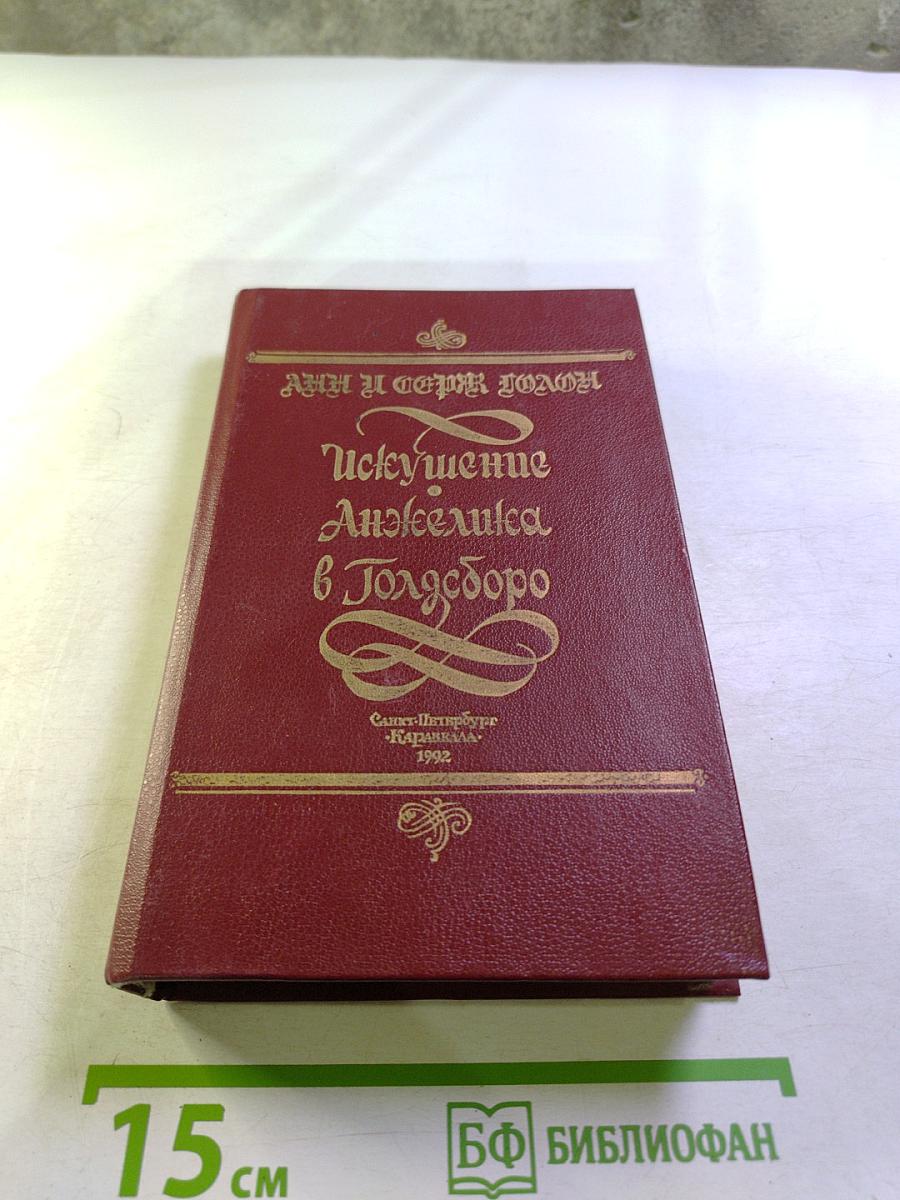 АНН И СЕРЖ ГОЛОН
Искушение
Анжелика
в Голдсборо
Санкт-Петербург
•Каравелла•
1992
15 см
БФ БИБЛИОФАН